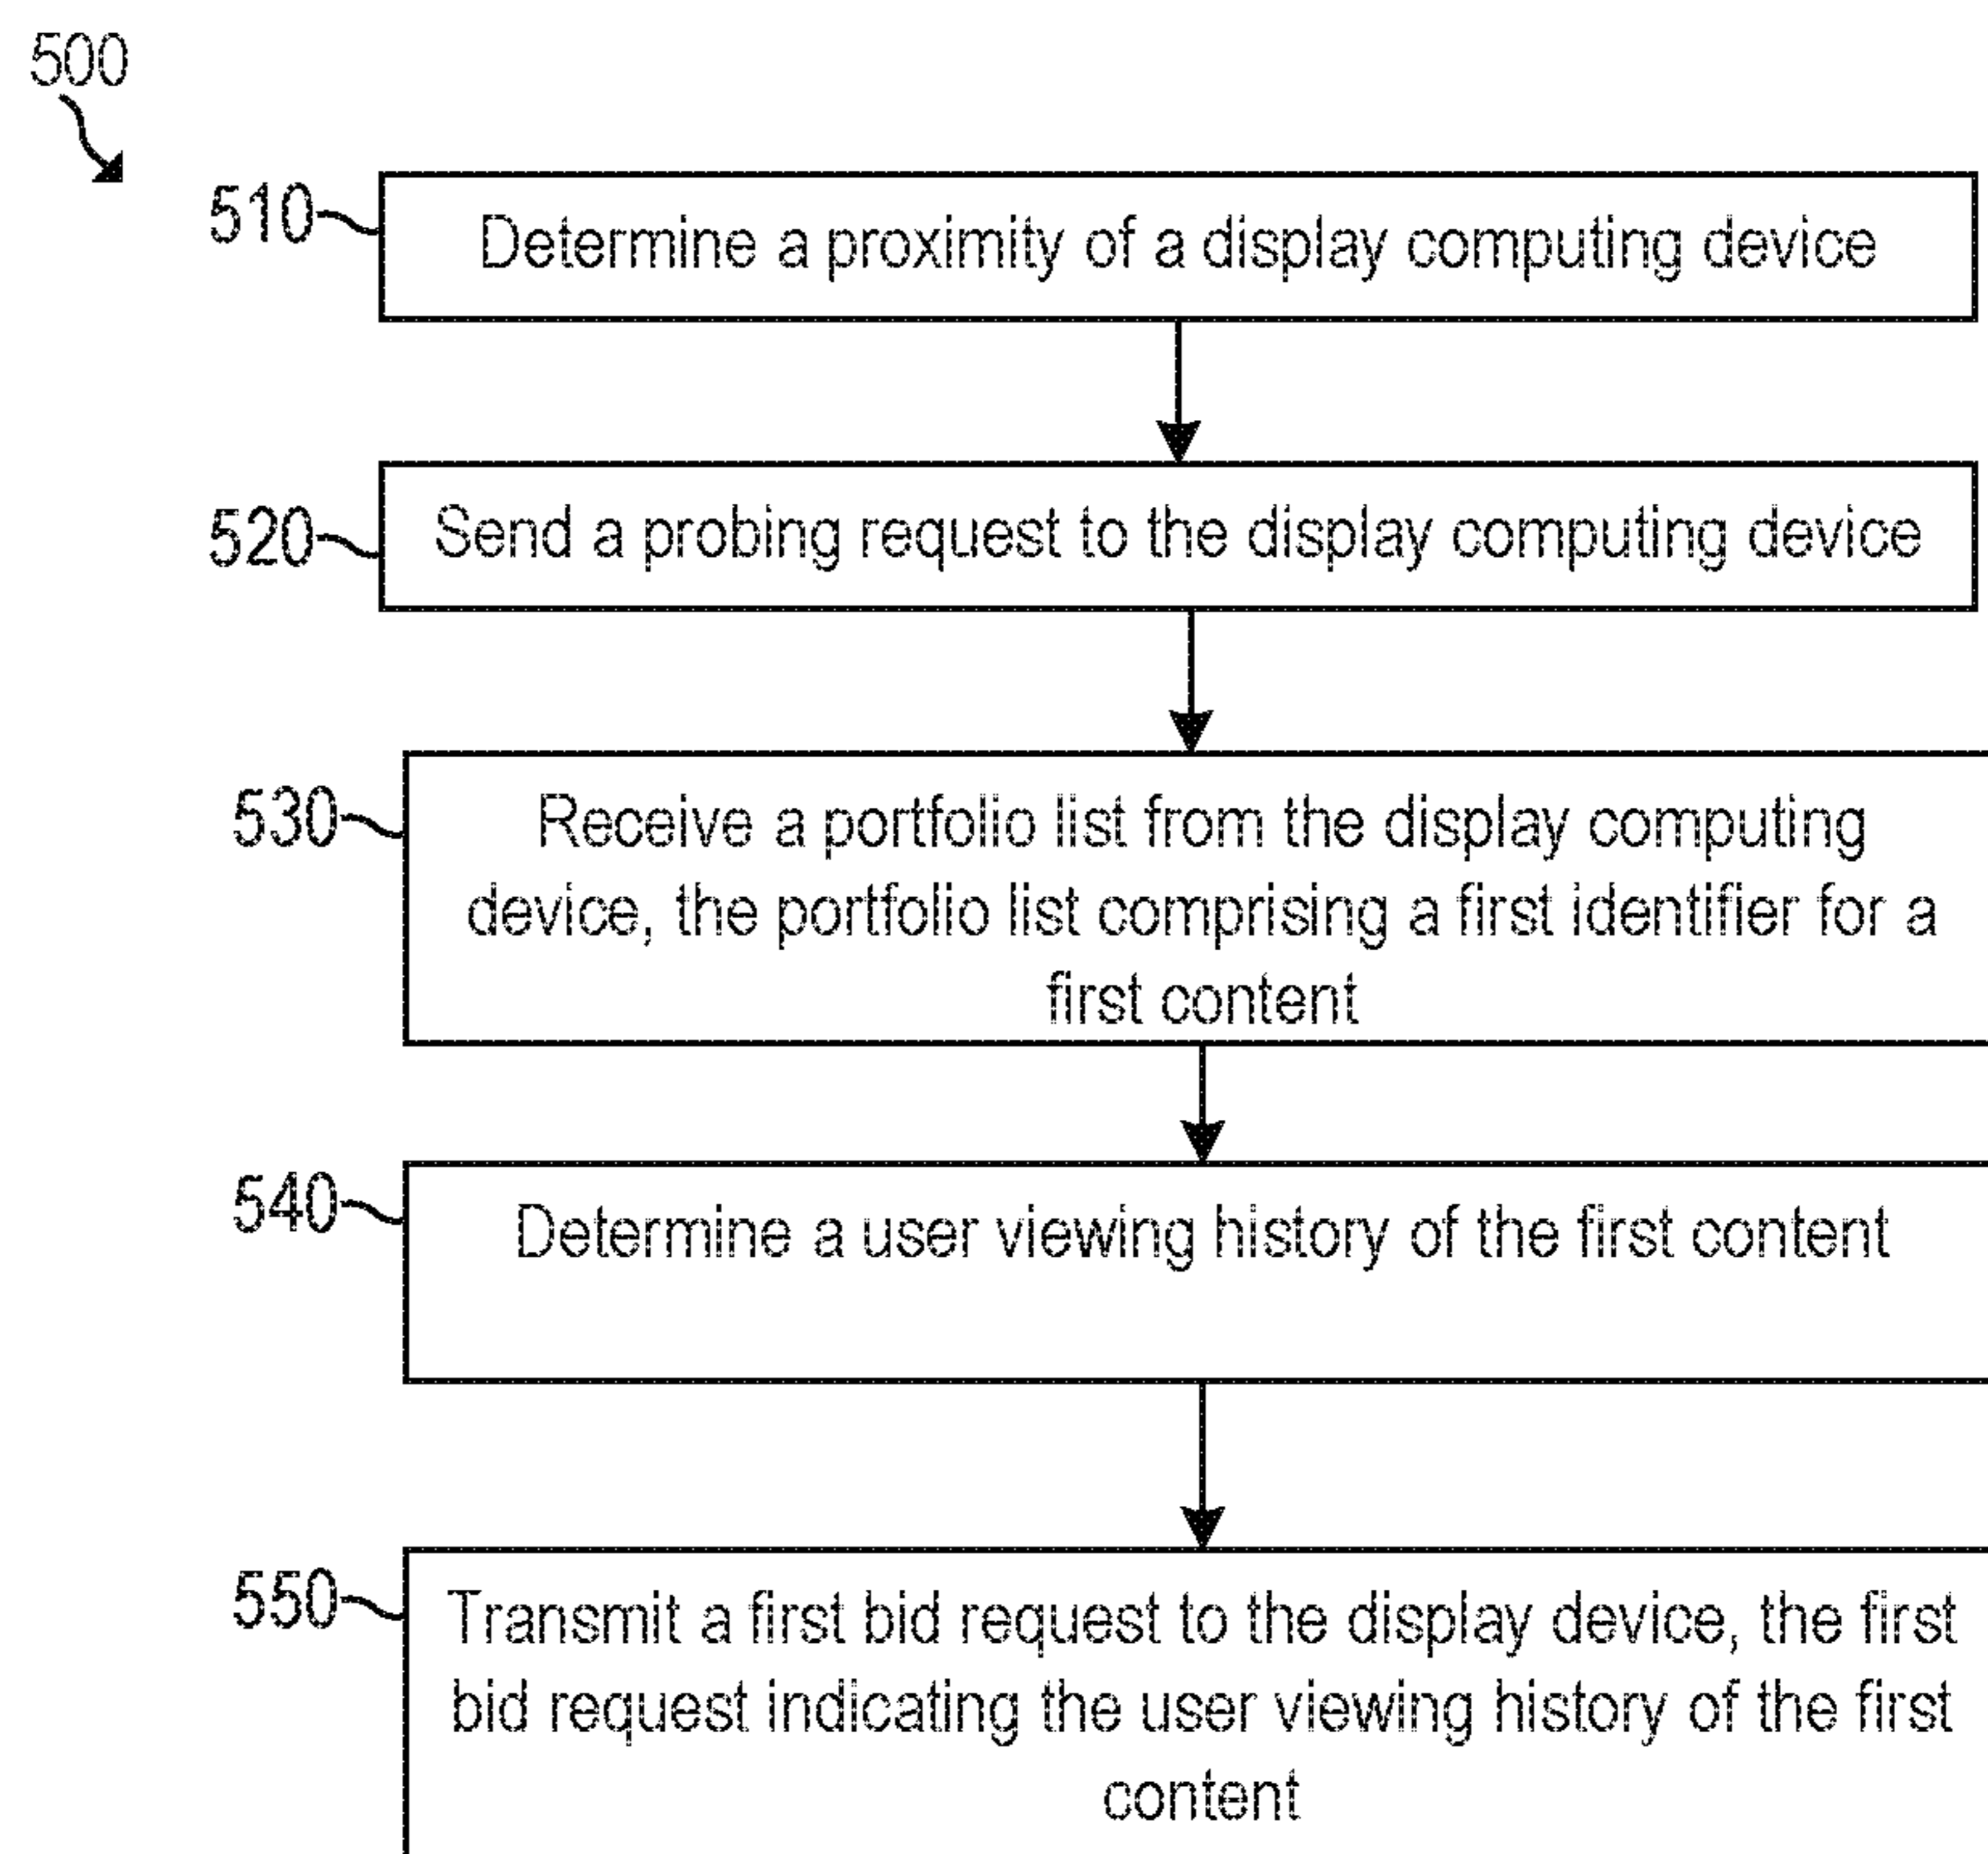 500
510
Determine a proximity of a display computing device
520
Send a probing request to the display computing device
530
Receive a portfolio list from the display computing
device, the portfolio list comprising a first identifier for a
first content
540
Determine a user viewing history of the first content
550
Transmit a first bid request to the display device, the first
bid request indicating the user viewing history of the first
content